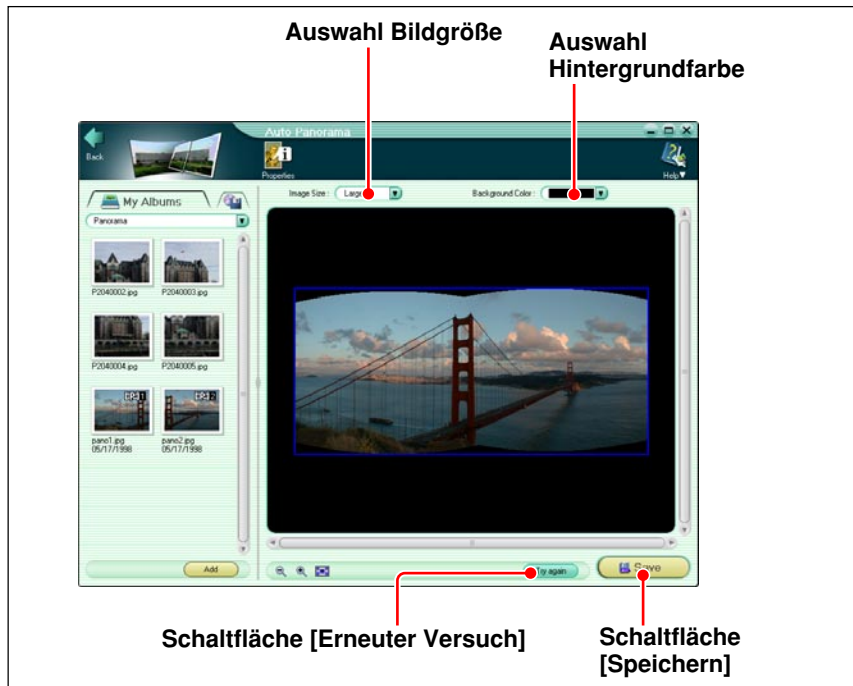 Auswahl Bildgröße
Auswahl
Hintergrundfarbe
Auto Panorama
Back
Properties
Help
My Albums
Image Size :
Large
Background Color :
Panorama
P2040002.jpg
P2040003.jpg
P2040004.jpg
P2040005.jpg
1
2
pano1.jpg
05/17/1998
pano2.jpg
05/17/1998
Add
Try again
Save
Schaltfläche [Erneuter Versuch]
Schaltfläche
[Speichern]